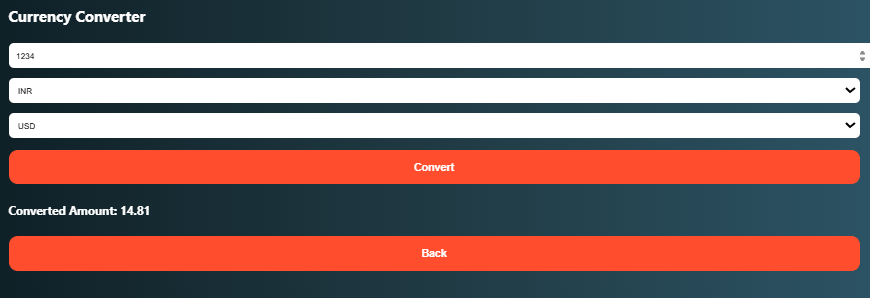 Currency Converter
1234
INR
USD
Convert
Converted Amount: 14.81
Back